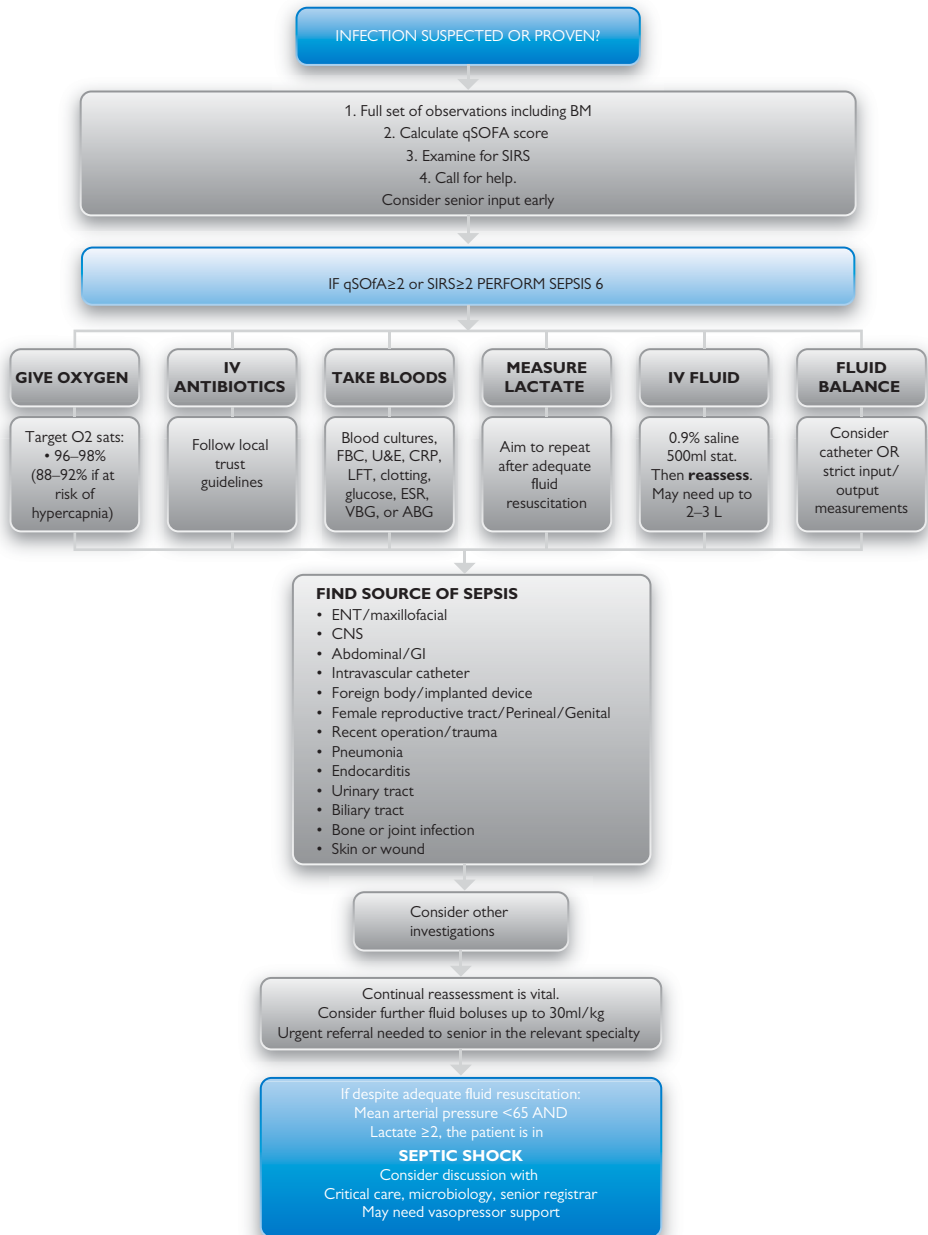 INFECTION SUSPECTED OR PROVEN?
1. Full set of observations including BM
2. Calculate qSOFA score
3. Examine for SIRS
4. Call for help.
Consider senior input early
IF qSOfA≥2 or SIRS≥2 PERFORM SEPSIS 6
GIVE OXYGEN
Target O2 sats:
• 96–98%
(88–92% if at
risk of
hypercapnia)
IV
ANTIBIOTICS
Follow local
trust
guidelines
TAKE BLOODS
Blood cultures,
FBC, U&E, CRP,
LFT, clotting,
glucose, ESR,
VBG, or ABG
MEASURE
LACTATE
Aim to repeat
after adequate
fluid
resuscitation
IV FLUID
0.9% saline
500ml stat.
Then reassess.
May need up to
2–3 L
FLUID
BALANCE
Consider
catheter OR
strict input/
output
measurements
FIND SOURCE OF SEPSIS
• ENT/maxillofacial
• CNS
• Abdominal/GI
• Intravascular catheter
• Foreign body/implanted device
• Female reproductive tract/Perineal/Genital
• Recent operation/trauma
• Pneumonia
• Endocarditis
• Urinary tract
• Biliary tract
• Bone or joint infection
• Skin or wound
Consider other
investigations
Continual reassessment is vital.
Consider further fluid boluses up to 30ml/kg
Urgent referral needed to senior in the relevant specialty
If despite adequate fluid resuscitation:
Mean arterial pressure <65 AND
Lactate ≥2, the patient is in
SEPTIC SHOCK
Consider discussion with
Critical care, microbiology, senior registrar
May need vasopressor support